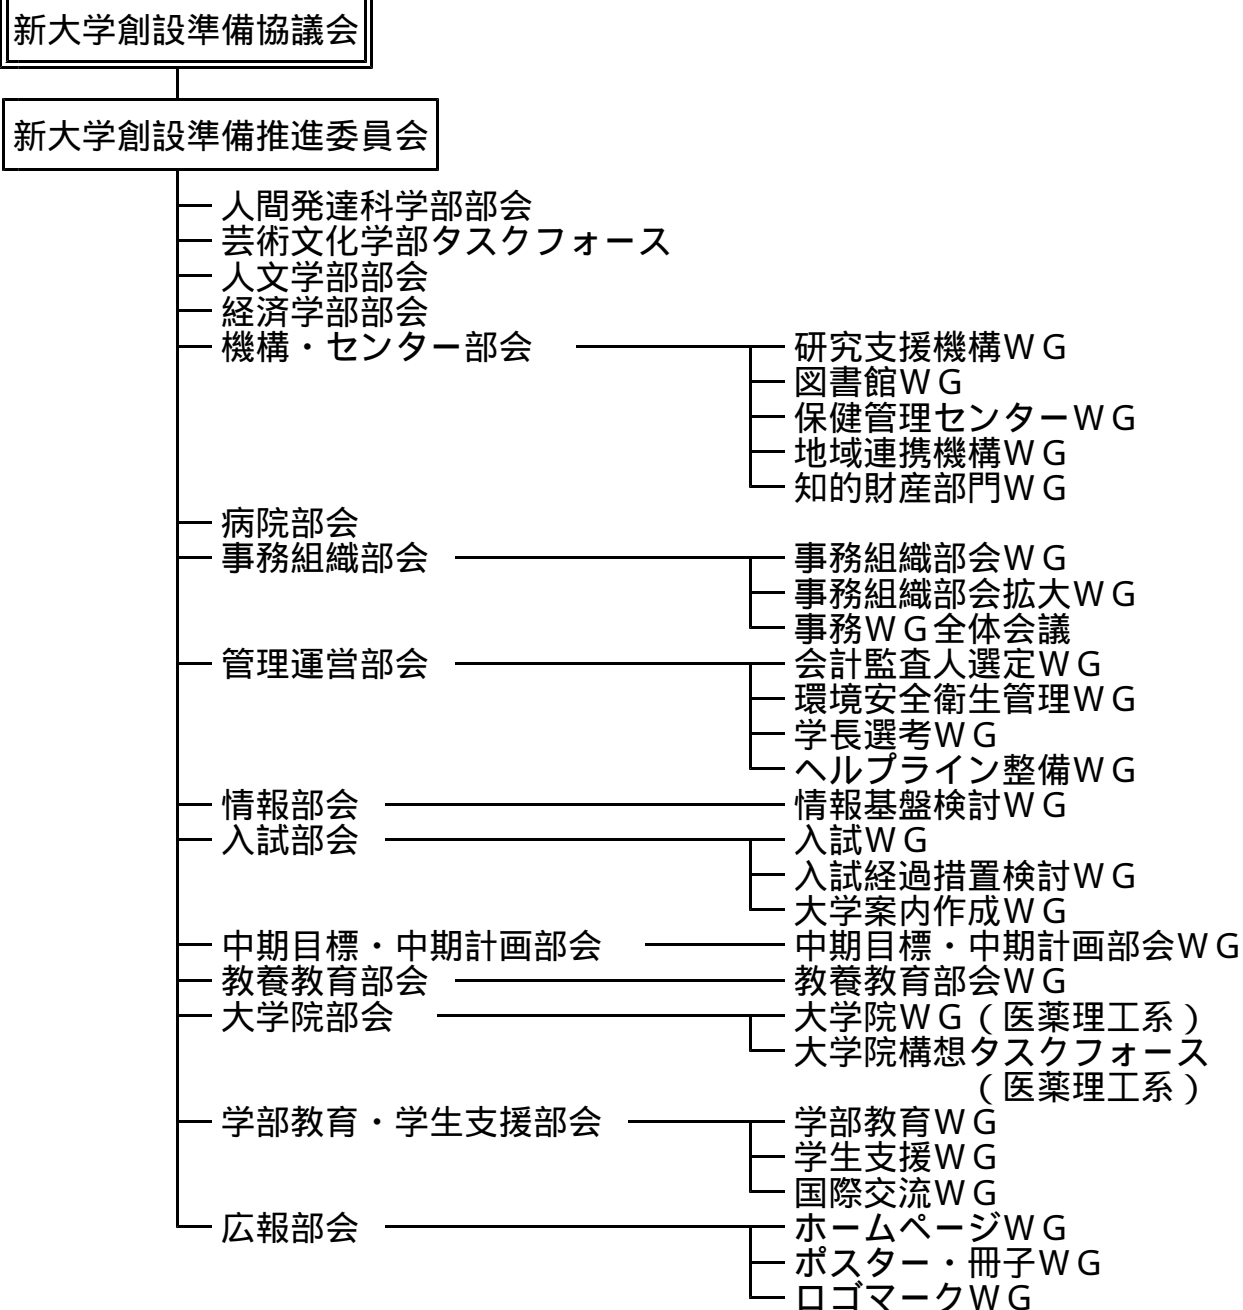 新大学創設準備協議会
新大学創設準備推進委員会
人間発達科学部部会
芸術文化学部タスクフォース
人文学部部会
経済学部部会
機構・センター部会 研究支援機構ＷＧ
図書館ＷＧ
保健管理センターＷＧ
地域連携機構ＷＧ
知的財産部門ＷＧ
病院部会
事務組織部会 事務組織部会ＷＧ
事務組織部会拡大ＷＧ
事務ＷＧ全体会議
管理運営部会 会計監査人選定ＷＧ
環境安全衛生管理ＷＧ
学長選考ＷＧ
ヘルプライン整備ＷＧ
情報部会 情報基盤検討ＷＧ
入試部会 入試ＷＧ
入試経過措置検討ＷＧ
大学案内作成ＷＧ
中期目標・中期計画部会 中期目標・中期計画部会ＷＧ
教養教育部会 教養教育部会ＷＧ
大学院部会 大学院ＷＧ（医薬理工系）
大学院構想タスクフォース
（医薬理工系）
学部教育・学生支援部会 学部教育ＷＧ
学生支援ＷＧ
国際交流ＷＧ
広報部会 ホームページＷＧ
ポスター・冊子ＷＧ
ロゴマークＷＧ